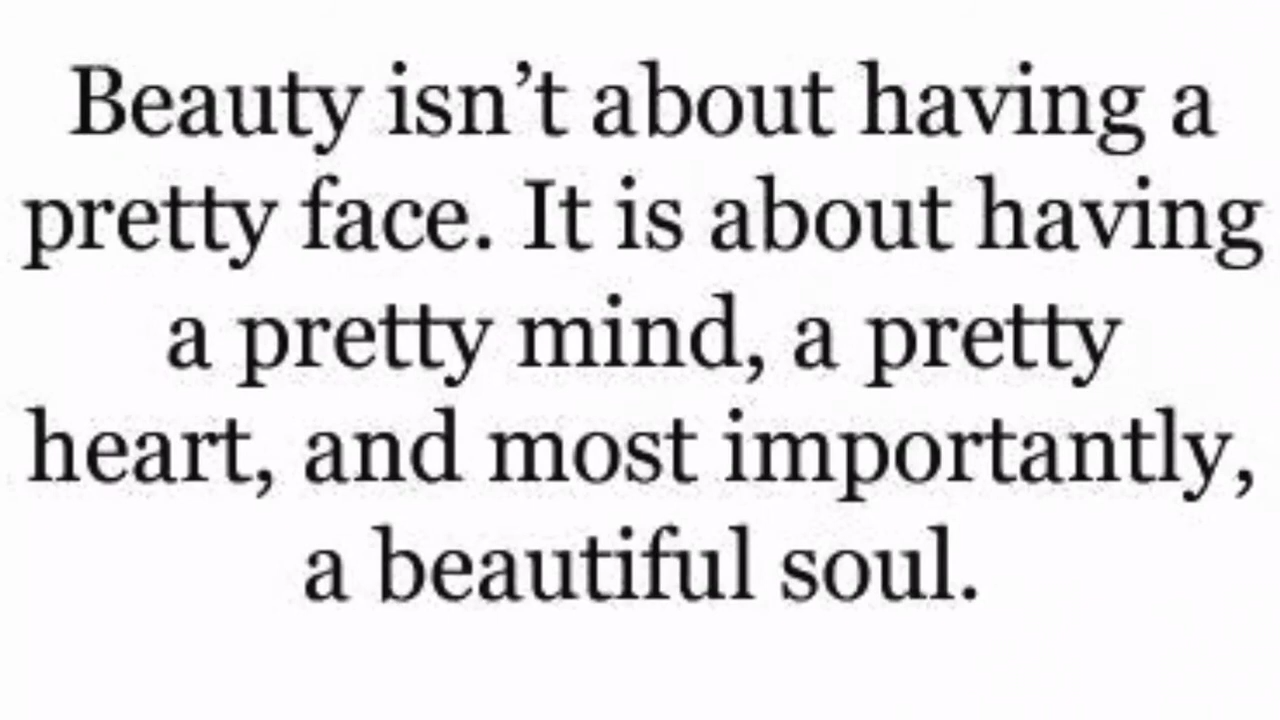 Beauty isn’t about having a
pretty face. It is about having
a pretty mind, a pretty
heart, and most importantly,
a beautiful soul.